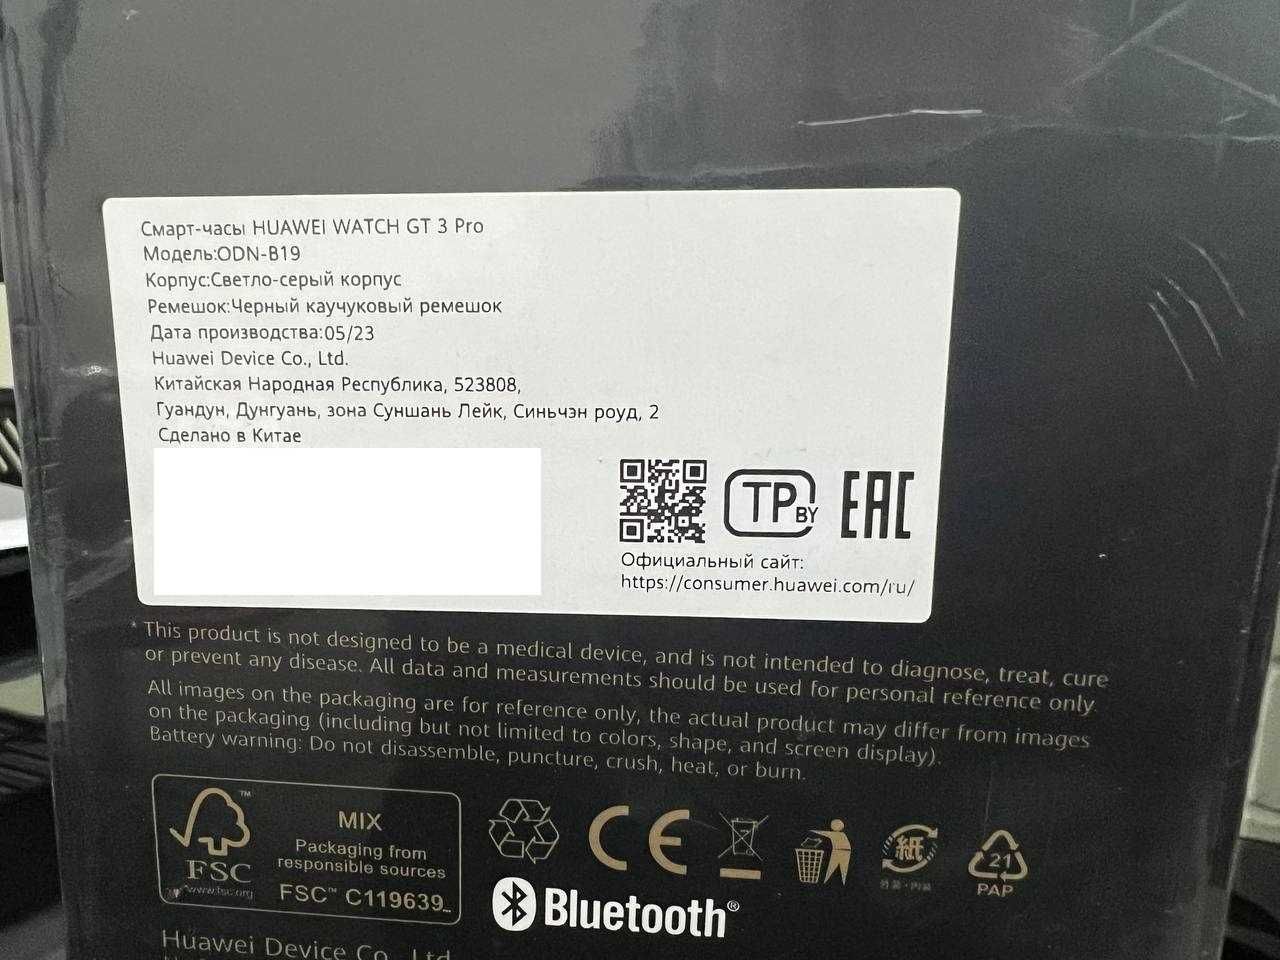 Смарт-часы HUAWEI WATCH GT 3 Pro
Модель:ODN-B19
Корпус:Светло-серый корпус
Ремешок:Черный каучуковый ремешок
Дата производства:05/23
Huawei Device Co., Ltd.
Китайская Народная Республика, 523808,
Гуандун, Дунгуань, зона Суншань Лейк, Синьчэн роуд, 2
Сделано в Китае
TP BY
EAC
Официальный сайт:
https://consumer.huawei.com/ru/
* This product is not designed to be a medical device, and is not intended to diagnose, treat, cure
or prevent any disease. All data and measurements should be used for personal reference only.
All images on the packaging are for reference only, the actual product may differ from images
on the packaging (including but not limited to colors, shape, and screen display).
Battery warning: Do not disassemble, puncture, crush, heat, or burn.
FSC
www.fsc.org
MIX
Packaging from
responsible sources
FSC™ C119639
CE
紙
21
PAP
Bluetooth®
Huawei Device Co., Ltd.